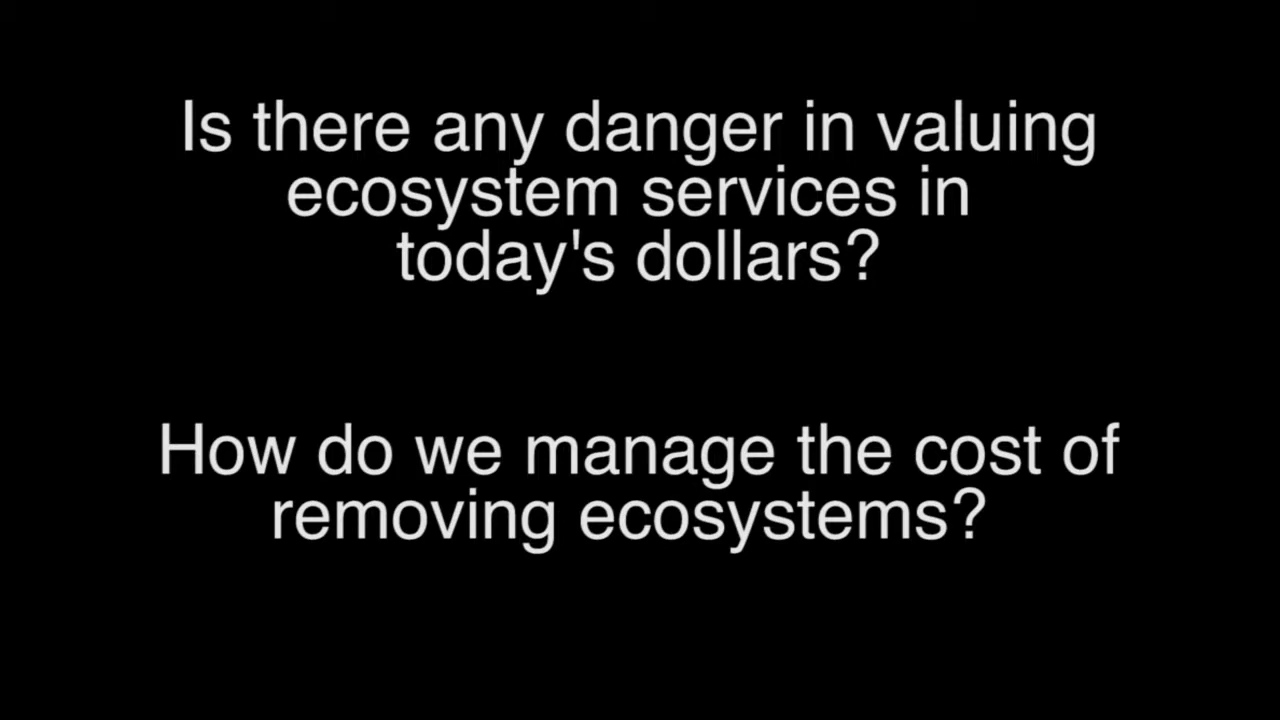 Is there any danger in valuing
ecosystem services in
today's dollars?
How do we manage the cost of
removing ecosystems?